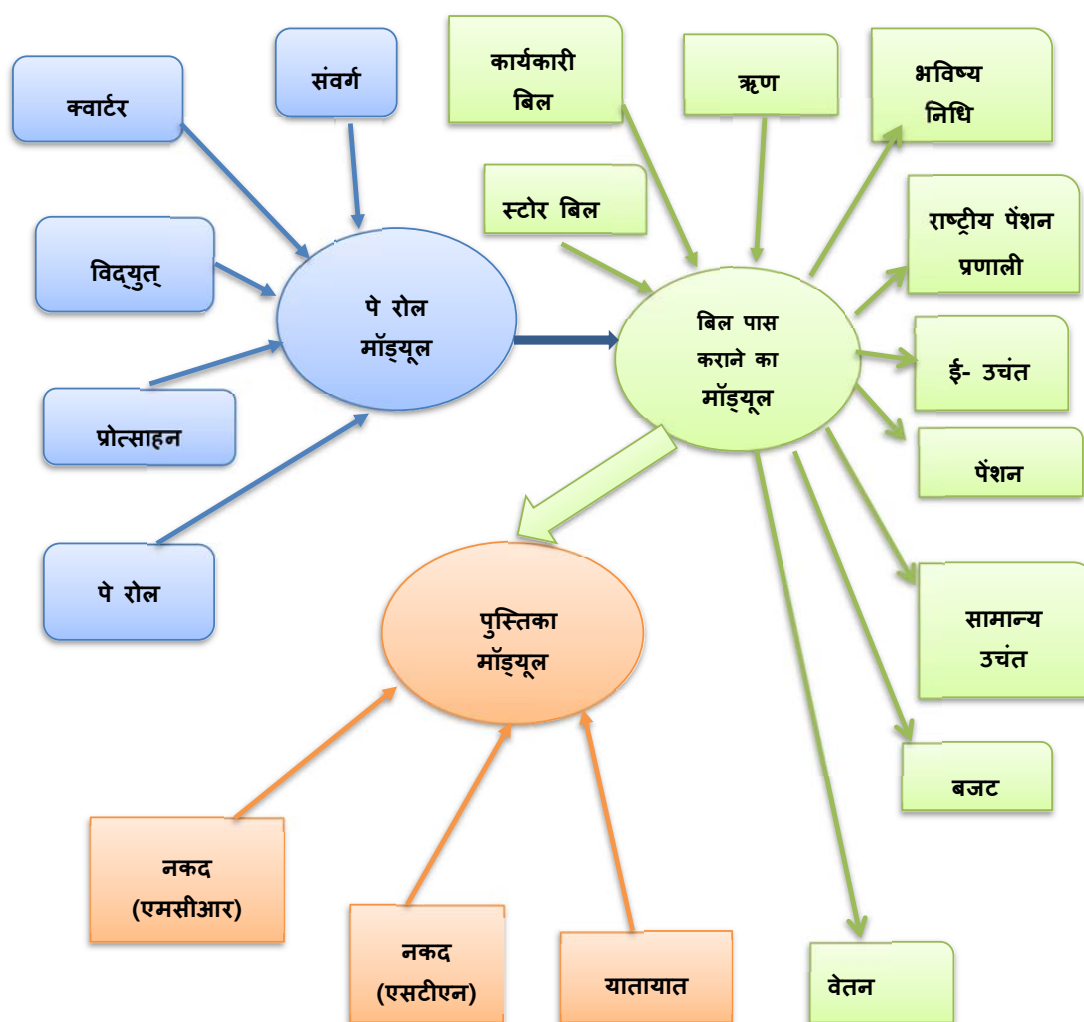 क्वार्टर
संवर्ग
कार्यकारी
बिल
ऋण
भविष्य
निधि
विद्‌युत्
स्टोर बिल
राष्ट्रीय पेंशन
प्रणाली
पे रोल
मॉड्यूल
बिल पास
कराने का
मॉड्यूल
ई- उचंत
प्रोत्साहन
पेंशन
पे रोल
पुस्तिका
मॉड्यूल
सामान्य
उचंत
बजट
नकद
(एमसीआर)
नकद
(एसटीएन)
यातायात
वेतन